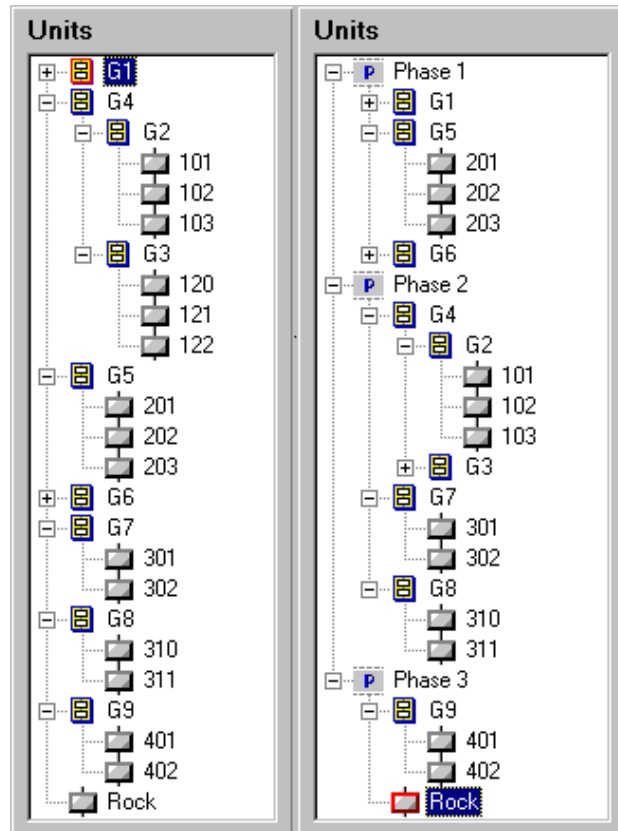 Units
G1
G4
G2
101
102
103
G3
120
121
122
G5
201
202
203
G6
G7
301
302
G8
310
311
G9
401
402
Rock
Units
P Phase 1
G1
G5
201
202
203
G6
P Phase 2
G4
G2
101
102
103
G3
G7
301
302
G8
310
311
P Phase 3
G9
401
402
Rock